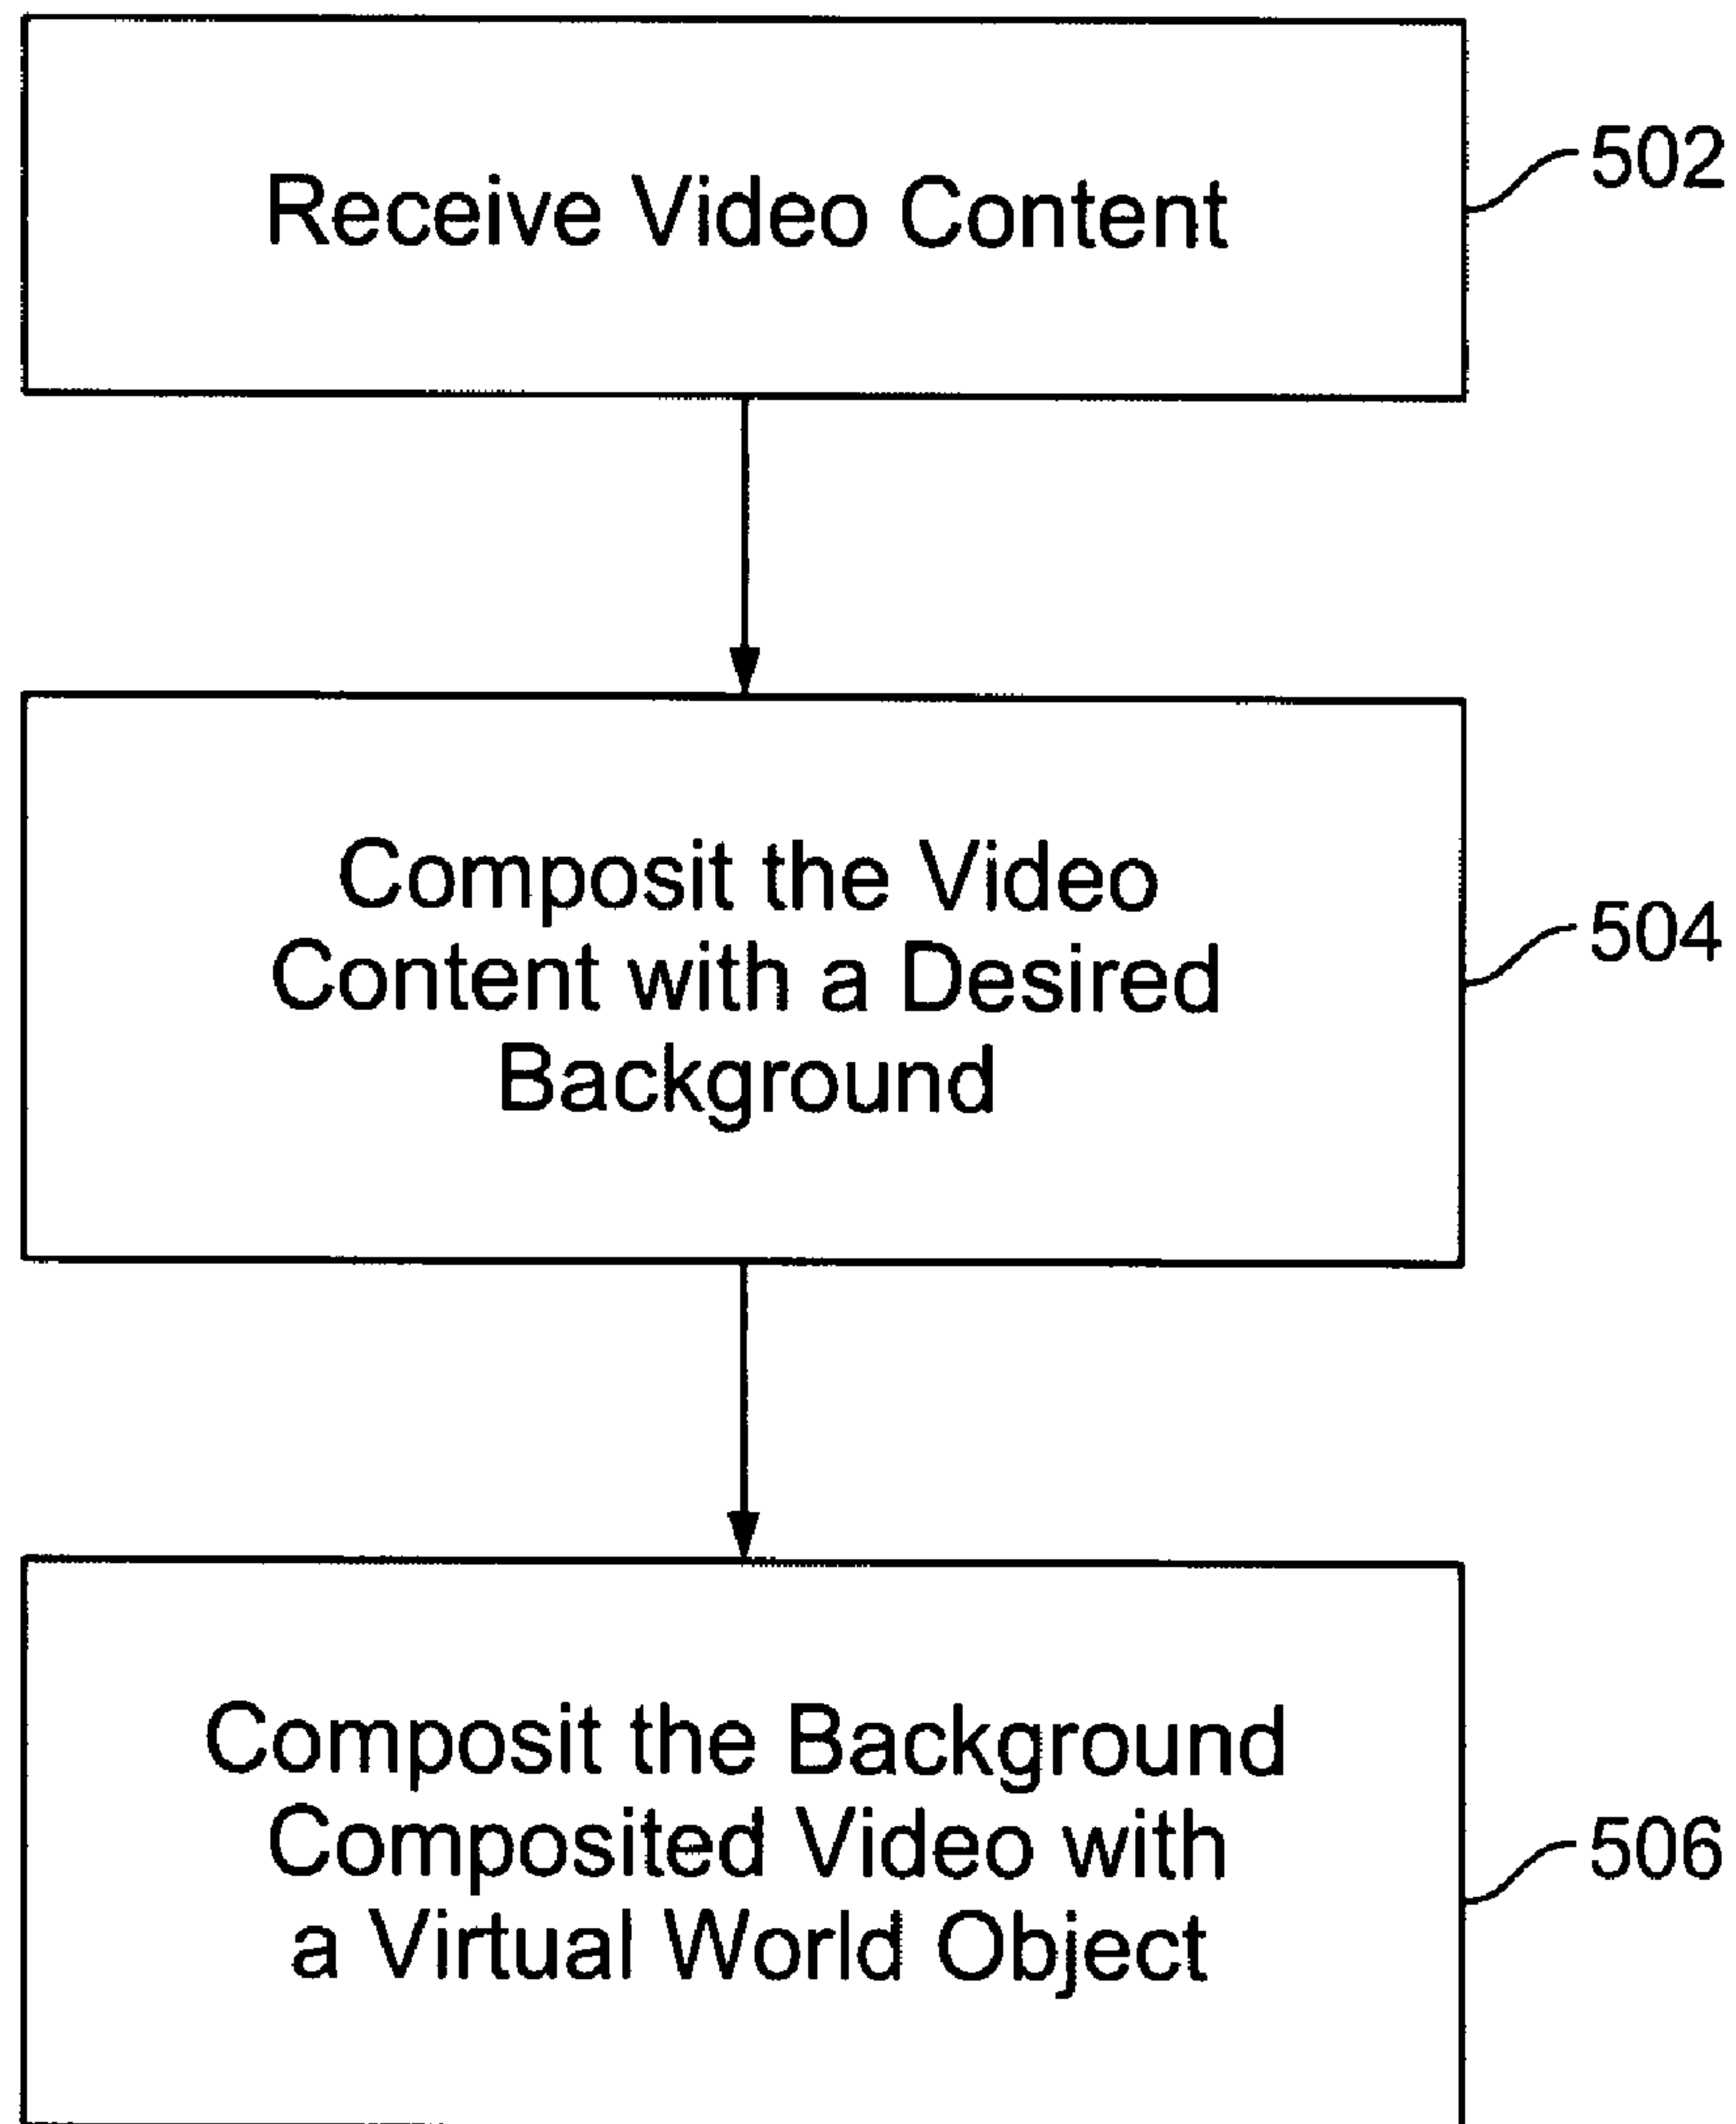 Receive Video Content
502
Composit the Video
Content with a Desired
Background
504
Composit the Background
Composited Video with
a Virtual World Object
506